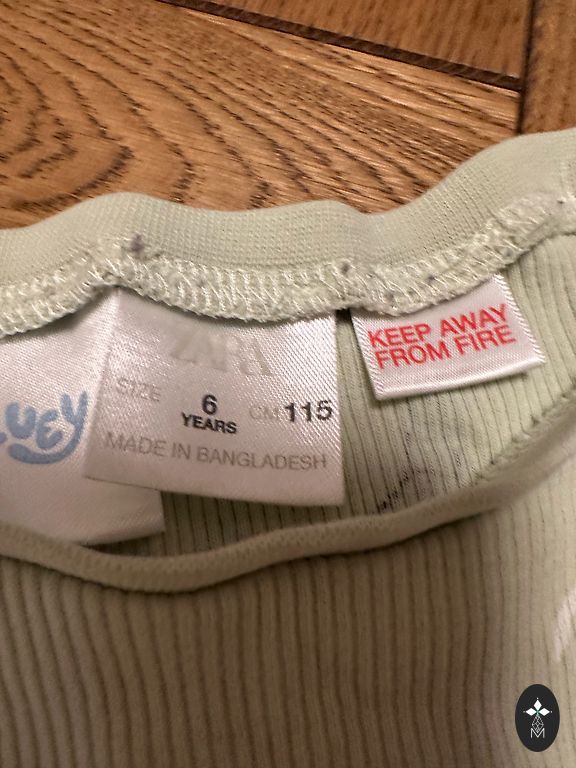 ZARA
SIZE 6 YEARS CM 115
MADE IN BANGLADESH
KEEP AWAY
FROM FIRE
M